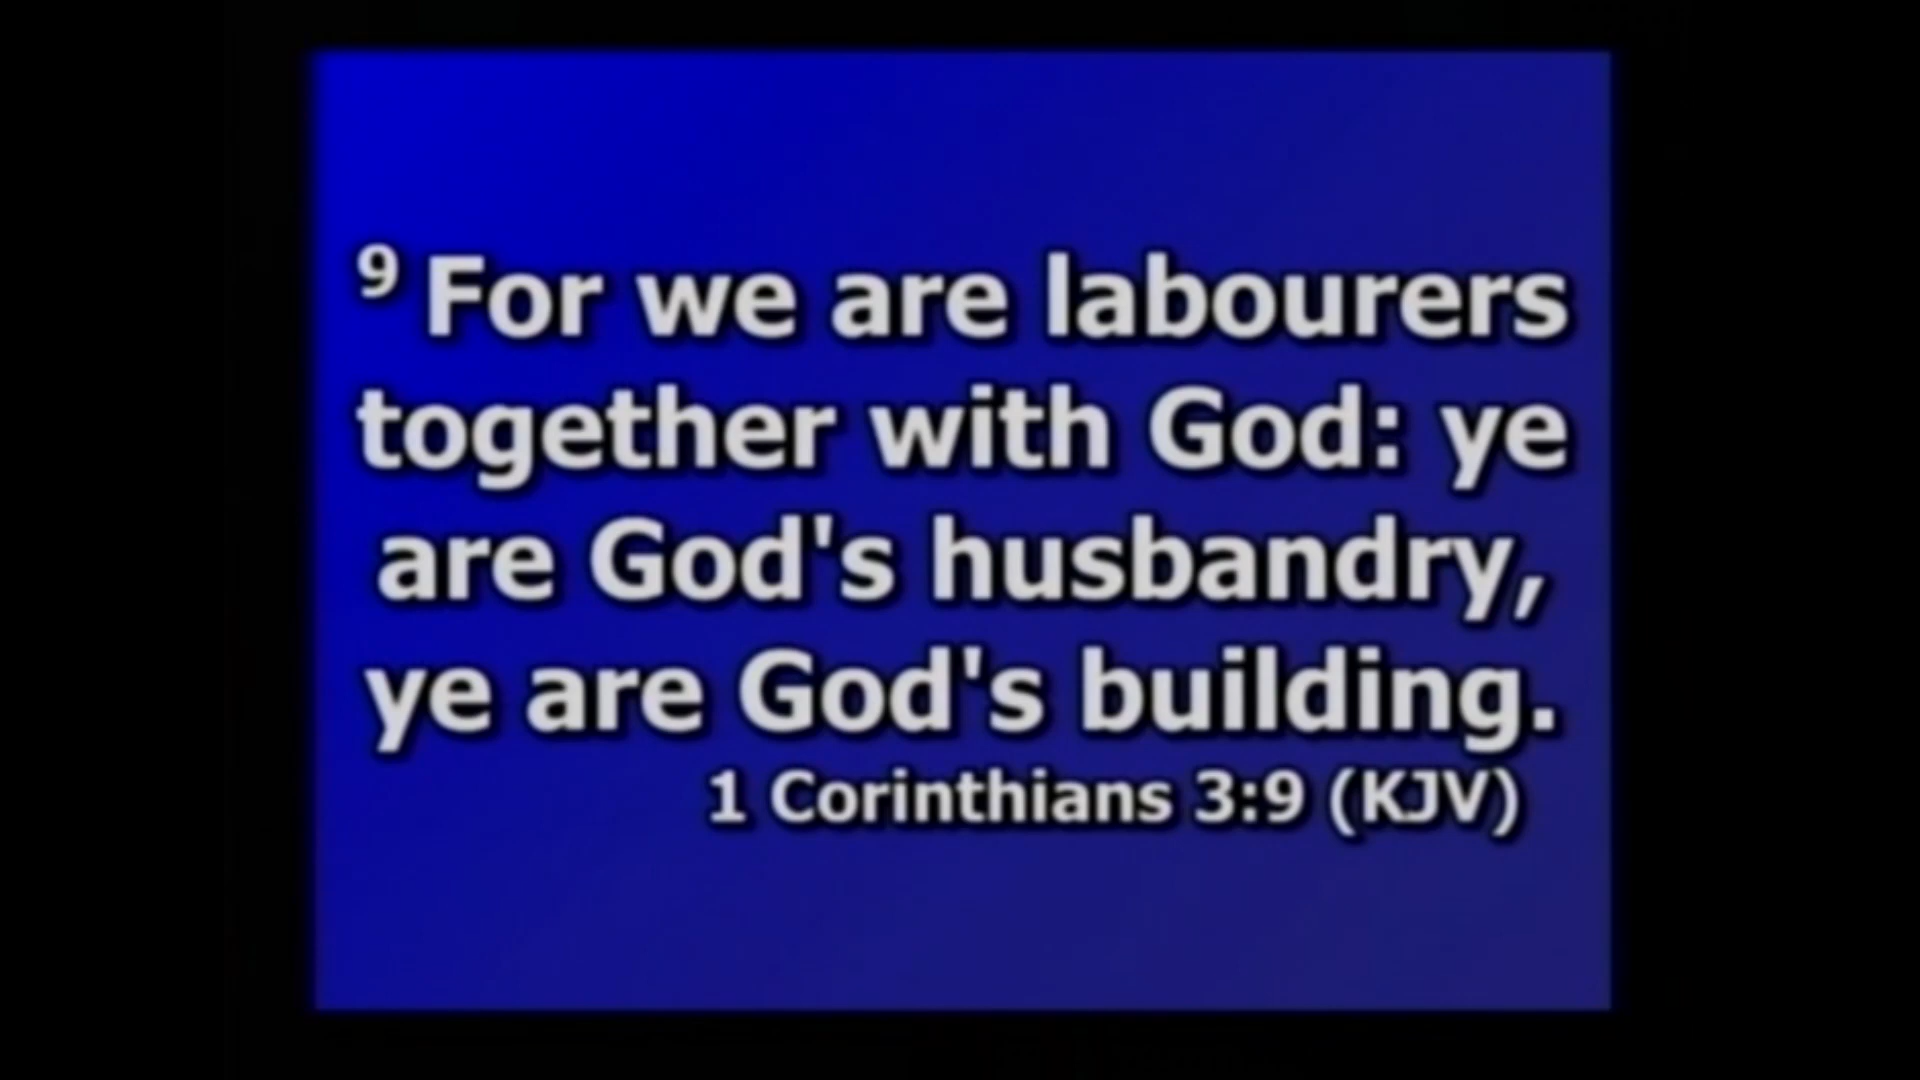 9 For we are labourers
together with God: ye
are God's husbandry,
ye are God's building.
1 Corinthians 3:9 (KJV)